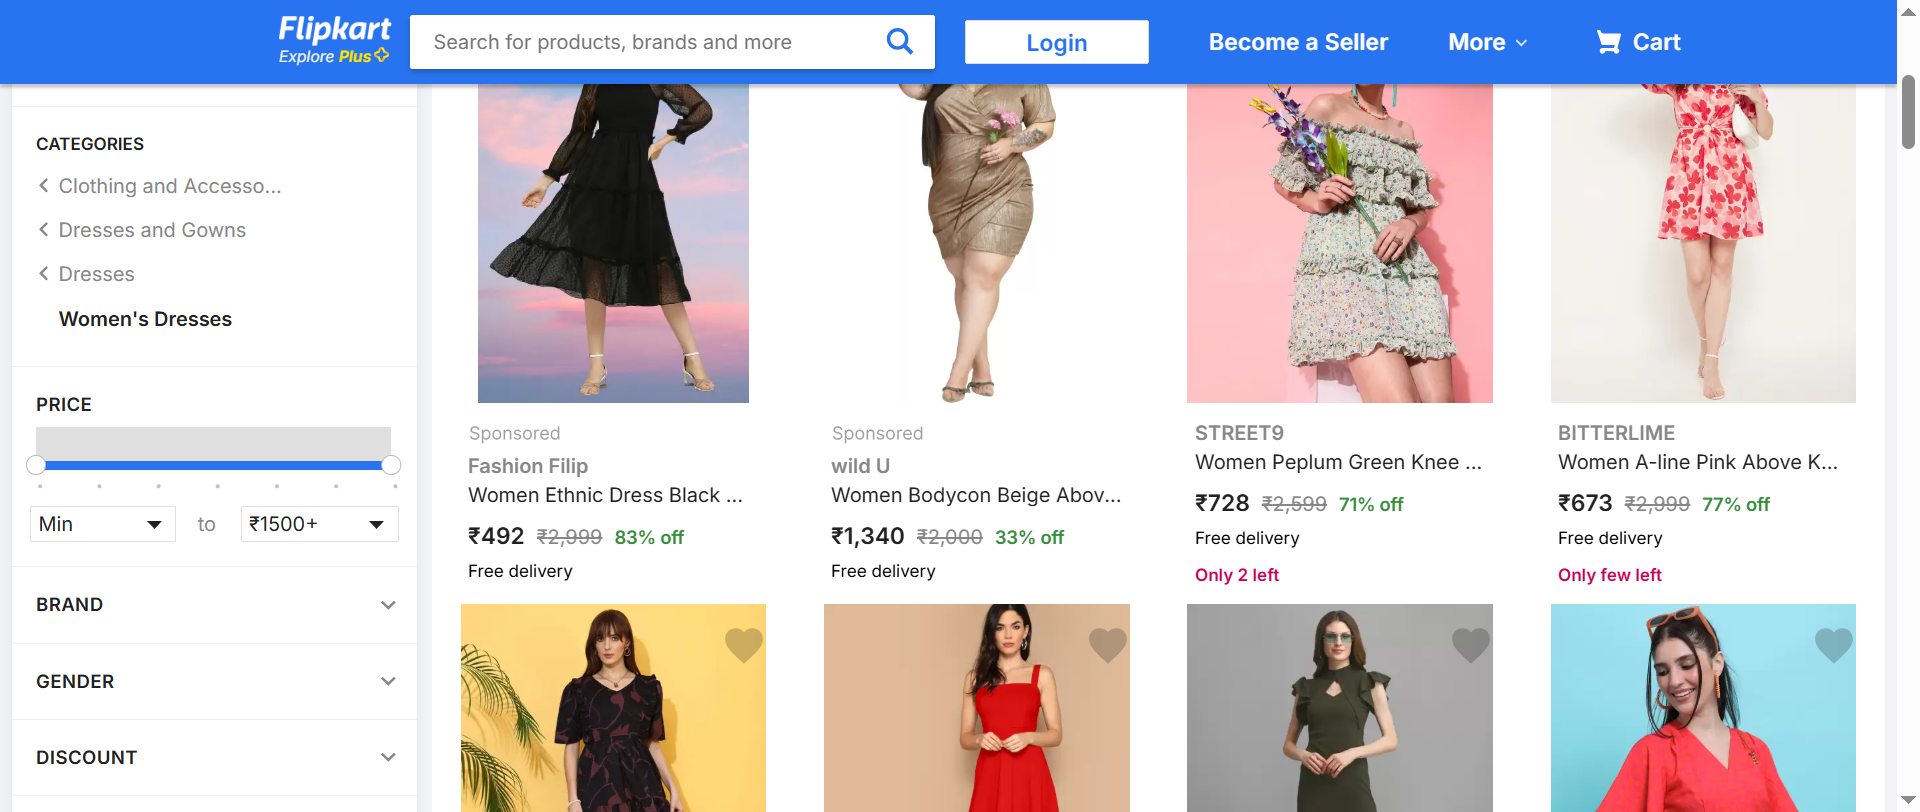 Flipkart
Explore Plus
Search for products, brands and more
Login
Become a Seller
More
Cart
CATEGORIES
Clothing and Accesso...
Dresses and Gowns
Dresses
Women's Dresses
PRICE
Min
to
₹1500+
BRAND
GENDER
DISCOUNT
Sponsored
Fashion Filip
Women Ethnic Dress Black ...
₹492 ₹2,999 83% off
Free delivery
Sponsored
wild U
Women Bodycon Beige Abov...
₹1,340 ₹2,000 33% off
Free delivery
STREET9
Women Peplum Green Knee ...
₹728 ₹2,599 71% off
Free delivery
Only 2 left
BITTERLIME
Women A-line Pink Above K...
₹673 ₹2,999 77% off
Free delivery
Only few left